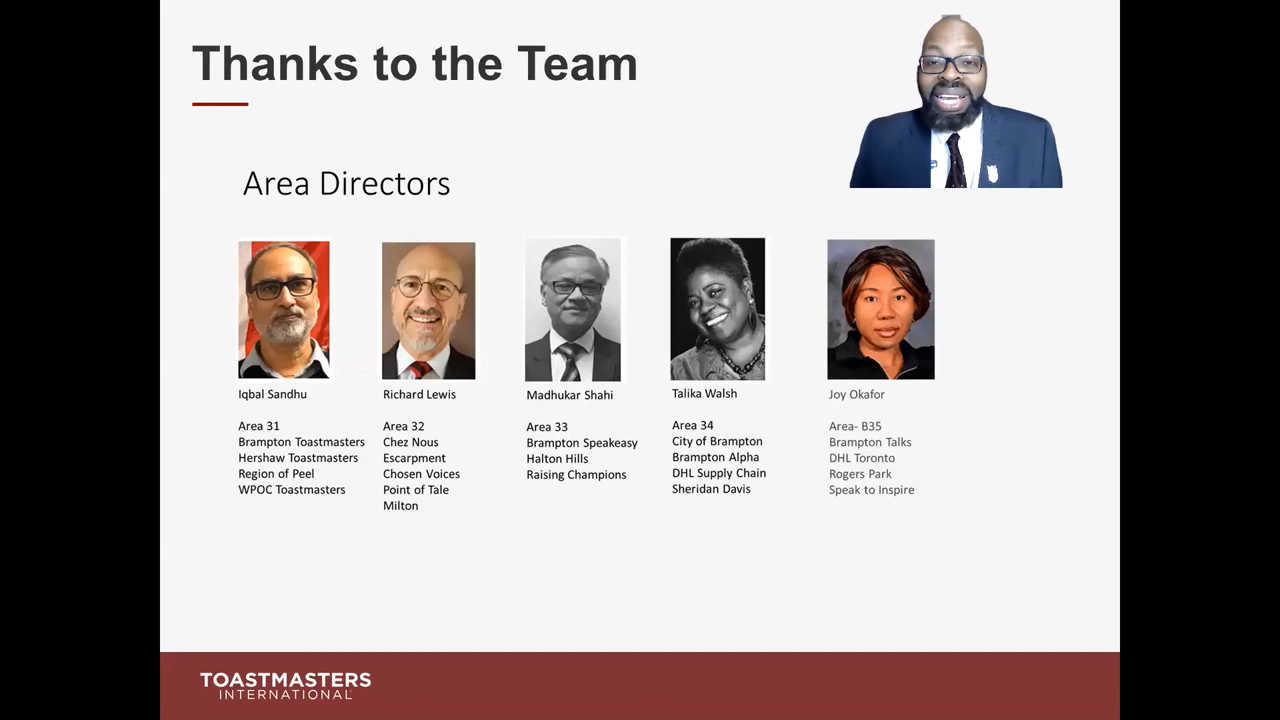 Thanks to the Team
Area Directors
Iqbal Sandhu
Area 31
Brampton Toastmasters
Hershaw Toastmasters
Region of Peel
WPOC Toastmasters
Richard Lewis
Area 32
Chez Nous
Escarpment
Chosen Voices
Point of Tale
Milton
Madhukar Shahi
Area 33
Brampton Speakeasy
Halton Hills
Raising Champions
Talika Walsh
Area 34
City of Brampton
Brampton Alpha
DHL Supply Chain
Sheridan Davis
Joy Okafor
Area- B35
Brampton Talks
DHL Toronto
Rogers Park
Speak to Inspire
TOASTMASTERS
INTERNATIONAL